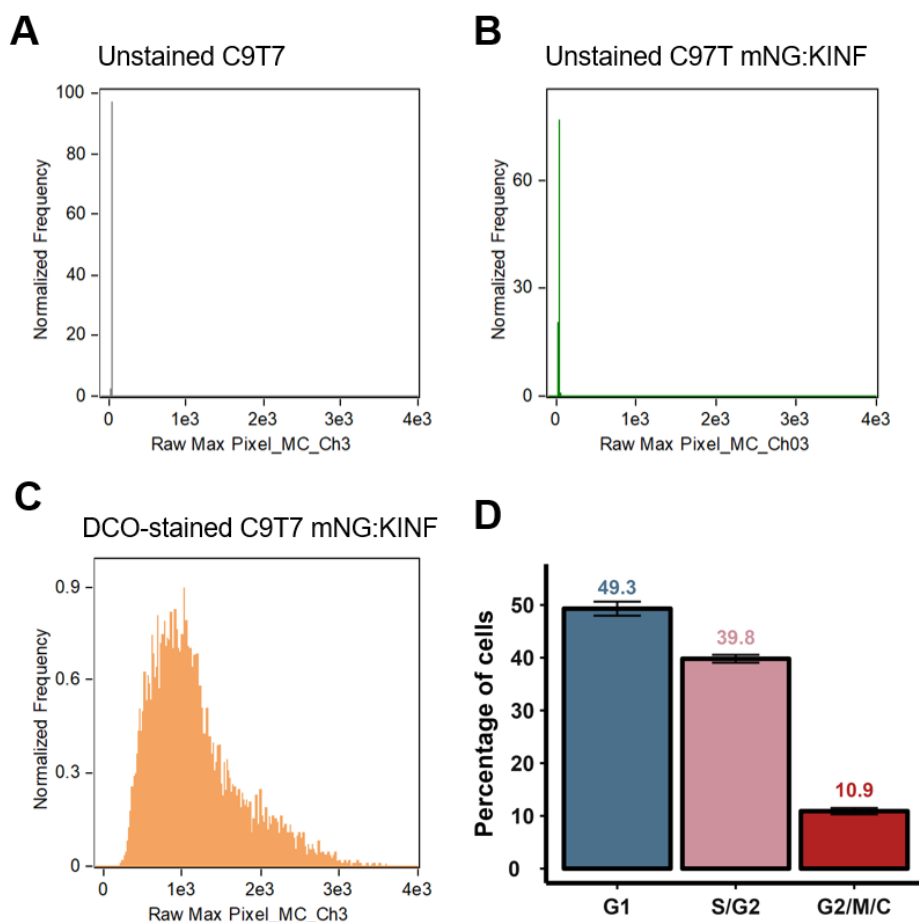 A
Unstained C9T7
Normalized Frequency
100
80
60
40
20
0
0 1e3 2e3 3e3 4e3
Raw Max Pixel_MC_Ch3
B
Unstained C97T mNG:KINF
Normalized Frequency
60
30
0
0 1e3 2e3 3e3 4e3
Raw Max Pixel_MC_Ch03
C
DCO-stained C9T7 mNG:KINF
Normalized Frequency
0.9
0.6
0.3
0
0 1e3 2e3 3e3 4e3
Raw Max Pixel_MC_Ch3
D
Percentage of cells
50
40
30
20
10
0
49.3
39.8
10.9
G1 S/G2 G2/M/C